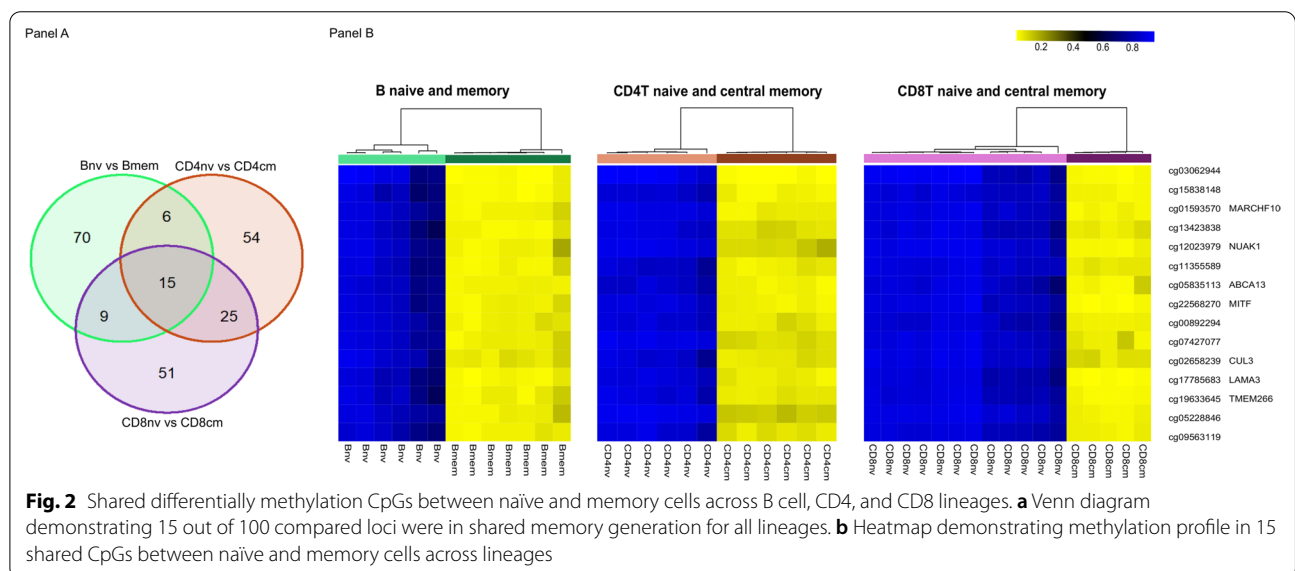 Panel A
Panel B
0.2 0.4 0.6 0.8
B naive and memory
CD4T naive and central memory
CD8T naive and central memory
Bnv vs Bmem
CD4nv vs CD4cm
6
70
54
15
9
25
51
CD8nv vs CD8cm
cg03062944
cg15838148
cg01593570 MARCHF10
cg13423838
cg12023979 NUAK1
cg11355589
cg05835113 ABCA13
cg22568270 MITF
cg00892294
cg07427077
cg02658239 CUL3
cg17785683 LAMA3
cg19633645 TMEM266
cg05228846
cg09563119
Bnv Bnv Bnv Bnv Bnv Bnv Bmem Bmem Bmem Bmem Bmem Bmem Bmem
CD4nv CD4nv CD4nv CD4nv CD4nv CD4nv CD4cm CD4cm CD4cm CD4cm CD4cm CD4cm
CD8nv CD8nv CD8nv CD8nv CD8nv CD8nv CD8nv CD8nv CD8nv CD8nv CD8nv CD8nv CD8cm CD8cm CD8cm CD8cm CD8cm
Fig. 2 Shared differentially methylation CpGs between naïve and memory cells across B cell, CD4, and CD8 lineages. a Venn diagram
demonstrating 15 out of 100 compared loci were in shared memory generation for all lineages. b Heatmap demonstrating methylation profile in 15
shared CpGs between naïve and memory cells across lineages